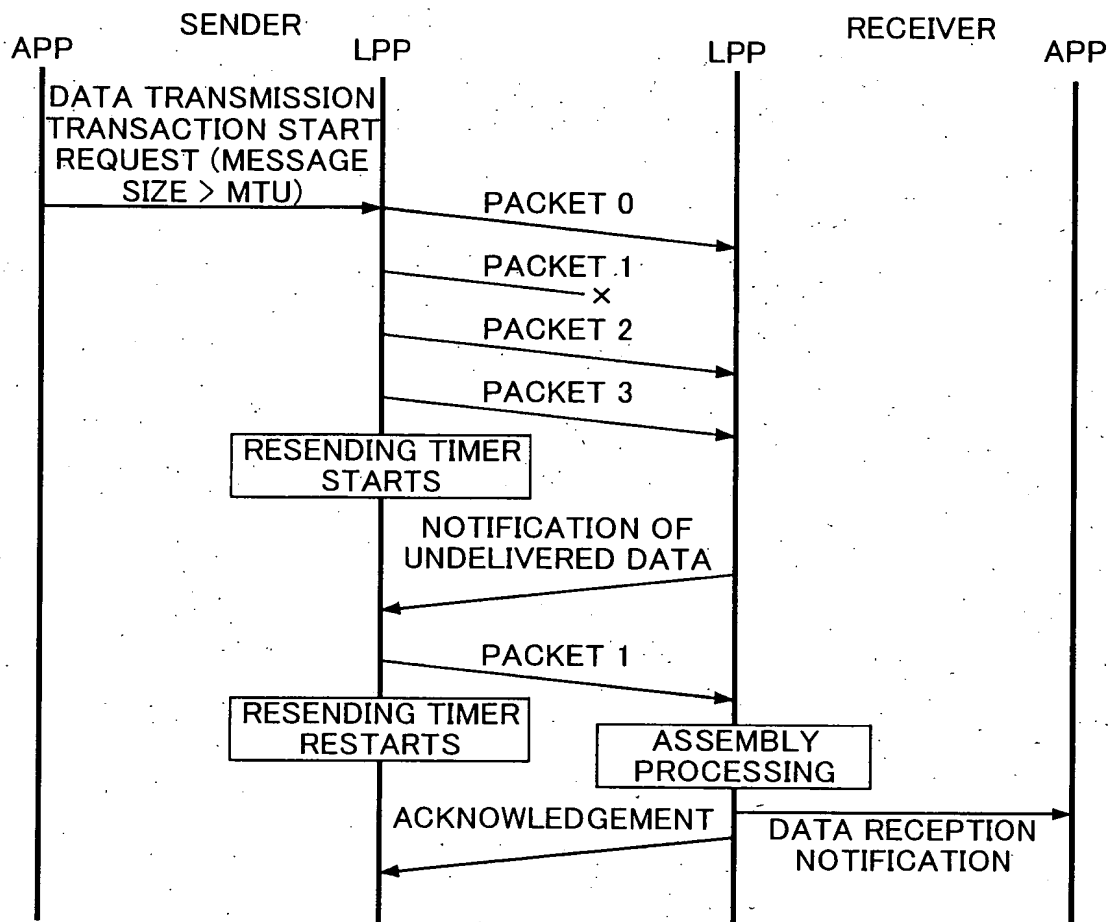 SENDER
RECEIVER
APP
LPP
LPP
APP
DATA TRANSMISSION
TRANSACTION START
REQUEST (MESSAGE
SIZE > MTU)
PACKET 0
PACKET 1
×
PACKET 2
PACKET 3
RESENDING TIMER
STARTS
NOTIFICATION OF
UNDELIVERED DATA
PACKET 1
RESENDING TIMER
RESTARTS
ASSEMBLY
PROCESSING
ACKNOWLEDGEMENT
DATA RECEPTION
NOTIFICATION